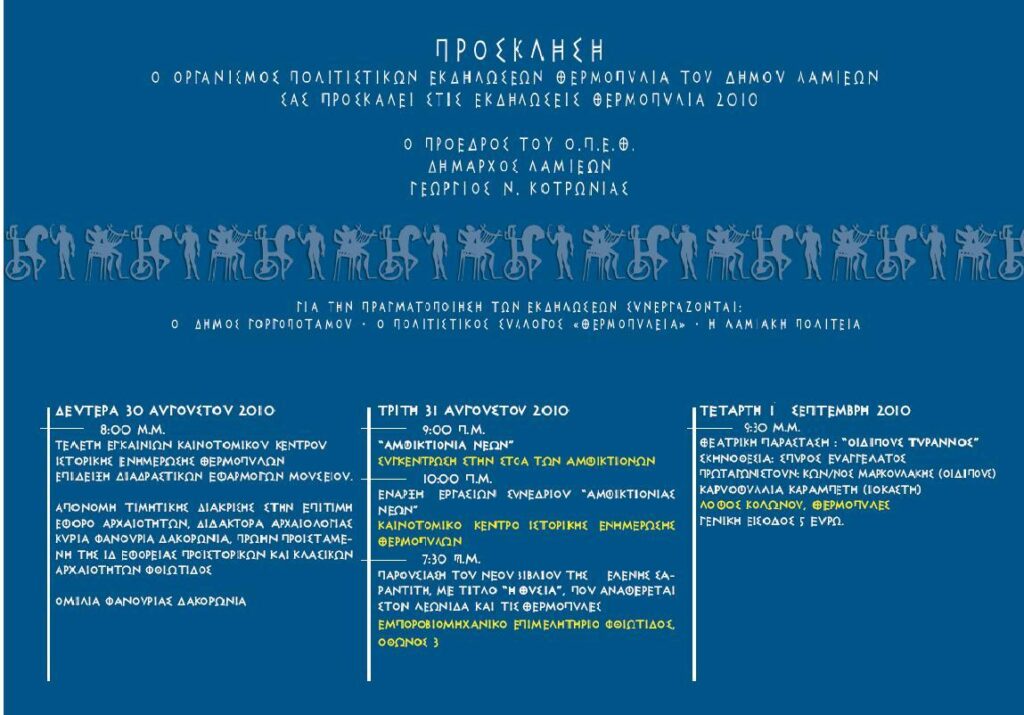 ΠΡΟΣΚΛΗΣΗ
Ο ΟΡΓΑΝΙΣΜΟΣ ΠΟΛΙΤΙΣΤΙΚΩΝ ΕΚΔΗΛΩΣΕΩΝ ΘΕΡΜΟΠΥΛΙΑ ΤΟΥ ΔΗΜΟΥ ΛΑΜΙΕΩΝ
ΣΑΣ ΠΡΟΣΚΑΛΕΙ ΣΤΙΣ ΕΚΔΗΛΩΣΕΙΣ ΘΕΡΜΟΠΥΛΙΑ 2010
Ο ΠΡΟΕΔΡΟΣ ΤΟΥ Ο.Π.Ε.Θ.
ΔΗΜΑΡΧΟΣ ΛΑΜΙΕΩΝ
ΓΕΩΡΓΙΟΣ Ν. ΚΟΤΡΩΝΙΑΣ
ΓΙΑ ΤΗΝ ΠΡΑΓΜΑΤΟΠΟΙΗΣΗ ΤΩΝ ΕΚΔΗΛΩΣΕΩΝ ΣΥΝΕΡΓΑΖΟΝΤΑΙ:
Ο ΔΗΜΟΣ ΓΟΡΓΟΠΟΤΑΜΟΥ · Ο ΠΟΛΙΤΙΣΤΙΚΟΣ ΣΥΛΛΟΓΟΣ «ΘΕΡΜΟΠΥΛΕΙΑ» · Η ΛΑΜΙΑΚΗ ΠΟΛΙΤΕΙΑ
ΔΕΥΤΕΡΑ 30 ΑΥΓΟΥΣΤΟΥ 2010
8:00 Μ.Μ.
ΤΕΛΕΤΗ ΕΓΚΑΙΝΙΩΝ ΚΑΙΝΟΤΟΜΙΚΟΥ ΚΕΝΤΡΟΥ
ΙΣΤΟΡΙΚΗΣ ΕΝΗΜΕΡΩΣΗΣ ΘΕΡΜΟΠΥΛΩΝ
ΕΠΙΔΕΙΞΗ ΔΙΑΔΡΑΣΤΙΚΩΝ ΕΦΑΡΜΟΓΩΝ ΜΟΥΣΕΙΟΥ.
ΑΠΟΝΟΜΗ ΤΙΜΗΤΙΚΗΣ ΔΙΑΚΡΙΣΗΣ ΣΤΗΝ ΕΠΙΤΙΜΗ
ΕΦΟΡΟ ΑΡΧΑΙΟΤΗΤΩΝ, ΔΙΔΑΚΤΟΡΑ ΑΡΧΑΙΟΛΟΓΙΑΣ
ΚΥΡΙΑ ΦΑΝΟΥΡΙΑ ΔΑΚΟΡΩΝΙΑ, ΠΡΩΗΝ ΠΡΟΙΣΤΑΜΕ-
ΝΗ ΤΗΣ ΙΔ ΕΦΟΡΕΙΑΣ ΠΡΟΙΣΤΟΡΙΚΩΝ ΚΑΙ ΚΛΑΣΙΚΩΝ
ΑΡΧΑΙΟΤΗΤΩΝ ΦΘΙΩΤΙΔΟΣ
ΟΜΙΛΙΑ ΦΑΝΟΥΡΙΑΣ ΔΑΚΟΡΩΝΙΑ
ΤΡΙΤΗ 31 ΑΥΓΟΥΣΤΟΥ 2010
9:00 Π.Μ.
"ΑΜΦΙΚΤΙΟΝΙΑ ΝΕΩΝ"
ΣΥΓΚΕΝΤΡΩΣΗ ΣΤΗΝ ΣΤΟΑ ΤΩΝ ΑΜΦΙΚΤΙΟΝΩΝ
10:00 Π.Μ.
ΕΝΑΡΞΗ ΕΡΓΑΣΙΩΝ ΣΥΝΕΔΡΙΟΥ "ΑΜΦΙΚΤΙΟΝΙΑΣ
ΝΕΩΝ"
ΚΑΙΝΟΤΟΜΙΚΟ ΚΕΝΤΡΟ ΙΣΤΟΡΙΚΗΣ ΕΝΗΜΕΡΩΣΗΣ
ΘΕΡΜΟΠΥΛΩΝ
7:30 Π.Μ.
ΠΑΡΟΥΣΙΑΣΗ ΤΟΥ ΝΕΟΥ ΒΙΒΛΙΟΥ ΤΗΣ ΕΛΕΝΗΣ ΣΑ-
ΡΑΝΤΙΤΗ, ΜΕ ΤΙΤΛΟ "Η ΘΥΣΙΑ", ΠΟΥ ΑΝΑΦΕΡΕΤΑΙ
ΣΤΟΝ ΛΕΩΝΙΔΑ ΚΑΙ ΤΙΣ ΘΕΡΜΟΠΥΛΕΣ
ΕΜΠΟΡΟΒΙΟΜΗΧΑΝΙΚΟ ΕΠΙΜΕΛΗΤΗΡΙΟ ΦΘΙΩΤΙΔΟΣ,
ΟΘΩΝΟΣ 3
ΤΕΤΑΡΤΗ 1 ΣΕΠΤΕΜΒΡΗ 2010
9:30 Μ.Μ.
ΘΕΑΤΡΙΚΗ ΠΑΡΑΣΤΑΣΗ : "ΟΙΔΙΠΟΥΣ ΤΥΡΑΝΝΟΣ"
ΣΚΗΝΟΘΕΣΙΑ: ΣΠΥΡΟΣ ΕΥΑΓΓΕΛΑΤΟΣ
ΠΡΩΤΑΓΩΝΙΣΤΟΥΝ: ΚΩΝ/ΝΟΣ ΜΑΡΚΟΥΛΑΚΗΣ (ΟΙΔΙΠΟΥΣ)
ΚΑΡΥΟΦΥΛΛΙΑ ΚΑΡΑΜΠΕΤΗ (ΙΟΚΑΣΤΗ)
ΛΟΦΟΣ ΚΟΛΩΝΟΥ, ΘΕΡΜΟΠΥΛΕΣ
ΓΕΝΙΚΗ ΕΙΣΟΔΟΣ 5 ΕΥΡΩ.